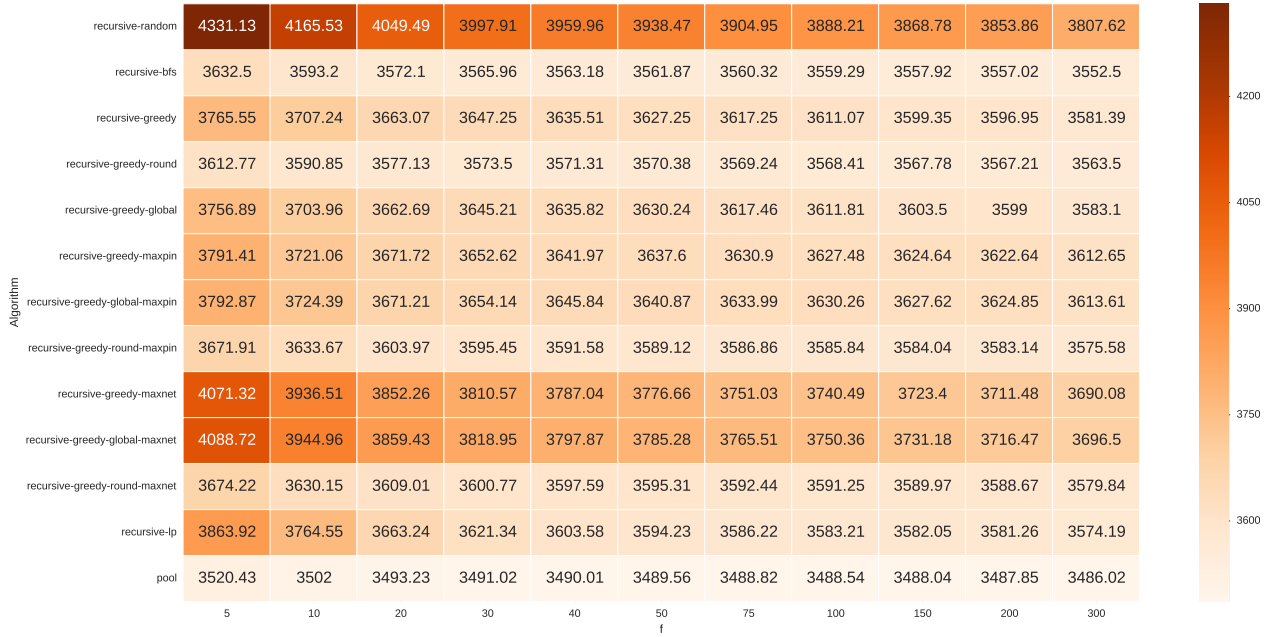 recursive-random 4331.13 4165.53 4049.49 3997.91 3959.96 3938.47 3904.95 3888.21 3868.78 3853.86 3807.62
recursive-bfs 3632.5 3593.2 3572.1 3565.96 3563.18 3561.87 3560.32 3559.29 3557.92 3557.02 3552.5
4200
recursive-greedy 3765.55 3707.24 3663.07 3647.25 3635.51 3627.25 3617.25 3611.07 3599.35 3596.95 3581.39
recursive-greedy-round 3612.77 3590.85 3577.13 3573.5 3571.31 3570.38 3569.24 3568.41 3567.78 3567.21 3563.5
4050
recursive-greedy-global 3756.89 3703.96 3662.69 3645.21 3635.82 3630.24 3617.46 3611.81 3603.5 3599 3583.1
recursive-greedy-maxpin 3791.41 3721.06 3671.72 3652.62 3641.97 3637.6 3630.9 3627.48 3624.64 3622.64 3612.65
Algorithm
recursive-greedy-global-maxpin 3792.87 3724.39 3671.21 3654.14 3645.84 3640.87 3633.99 3630.26 3627.62 3624.85 3613.61
3900
recursive-greedy-round-maxpin 3671.91 3633.67 3603.97 3595.45 3591.58 3589.12 3586.86 3585.84 3584.04 3583.14 3575.58
recursive-greedy-maxnet 4071.32 3936.51 3852.26 3810.57 3787.04 3776.66 3751.03 3740.49 3723.4 3711.48 3690.08
3750
recursive-greedy-global-maxnet 4088.72 3944.96 3859.43 3818.95 3797.87 3785.28 3765.51 3750.36 3731.18 3716.47 3696.5
recursive-greedy-round-maxnet 3674.22 3630.15 3609.01 3600.77 3597.59 3595.31 3592.44 3591.25 3589.97 3588.67 3579.84
3600
recursive-lp 3863.92 3764.55 3663.24 3621.34 3603.58 3594.23 3586.22 3583.21 3582.05 3581.26 3574.19
pool 3520.43 3502 3493.23 3491.02 3490.01 3489.56 3488.82 3488.54 3488.04 3487.85 3486.02
5 10 20 30 40 50 75 100 150 200 300
f